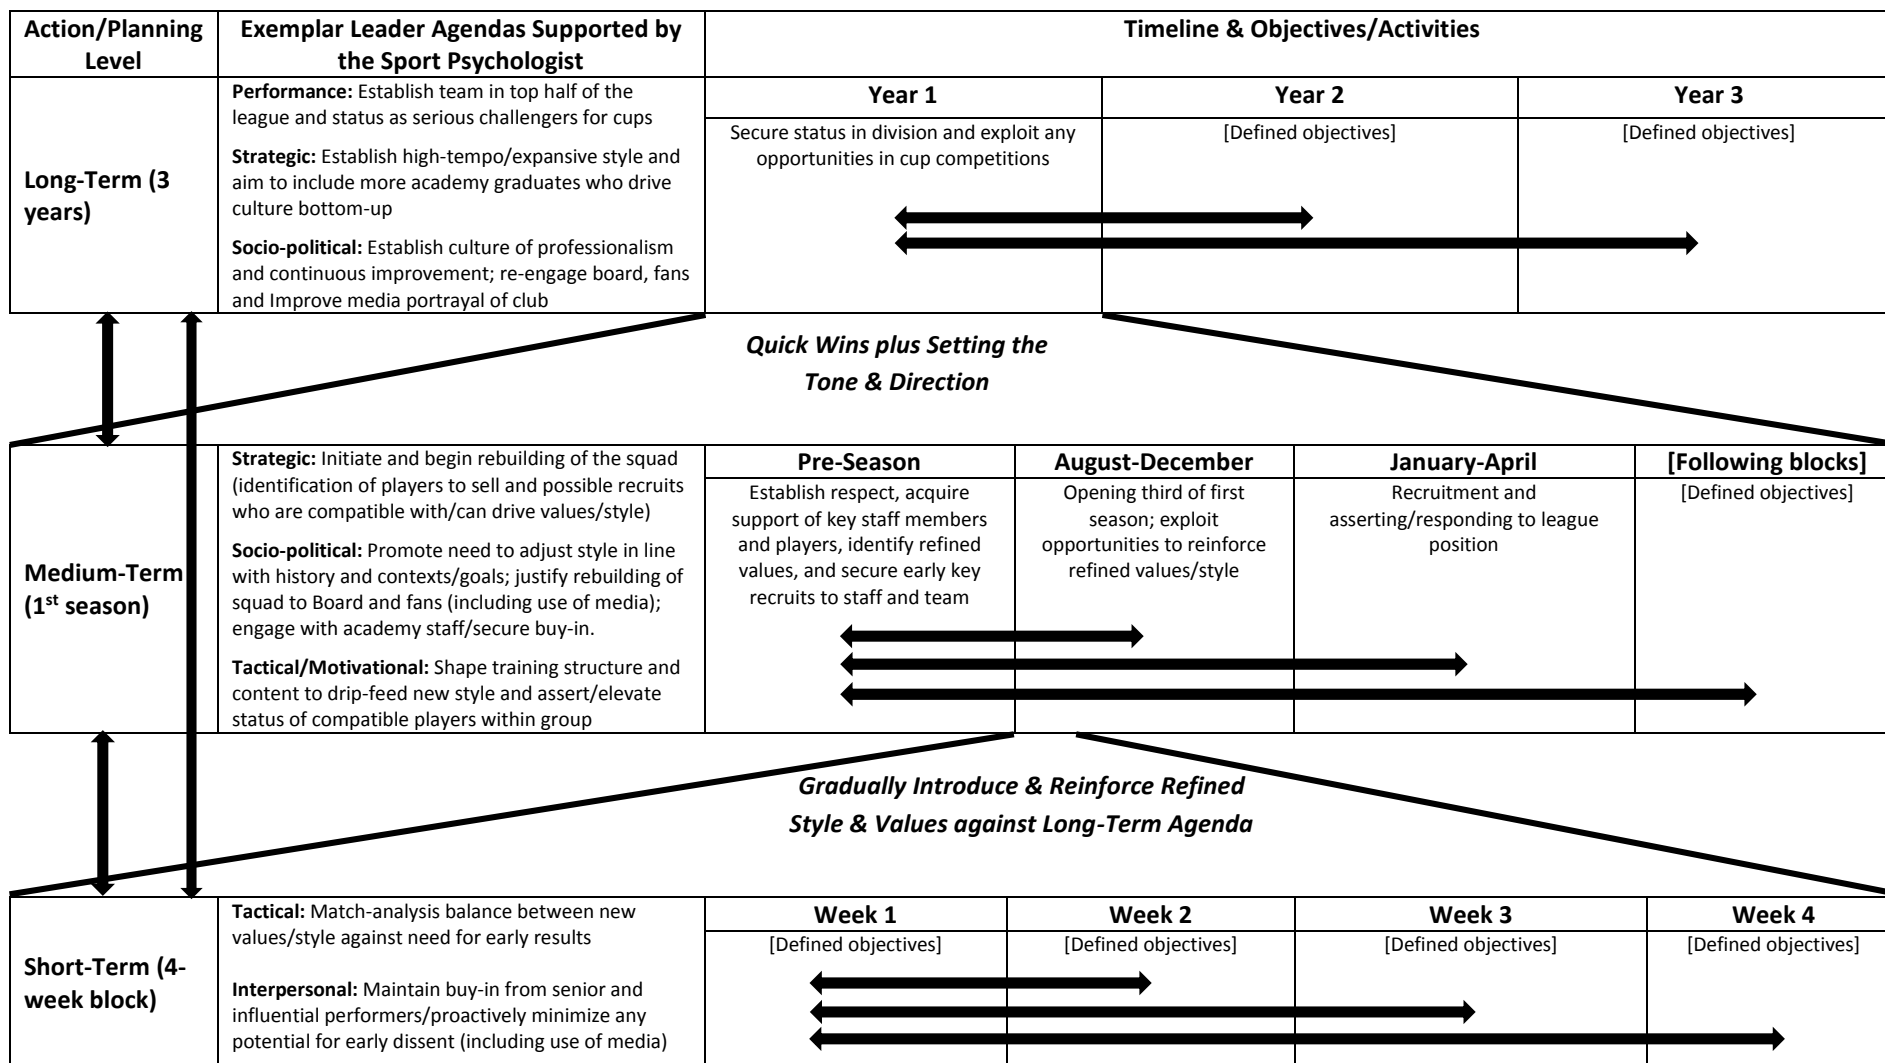 Action/Planning
Level
Exemplar Leader Agendas Supported by
the Sport Psychologist
Timeline & Objectives/Activities
Long-Term (3
years)
Performance: Establish team in top half of the
league and status as serious challengers for cups
Strategic: Establish high-tempo/expansive style and
aim to include more academy graduates who drive
culture bottom-up
Socio-political: Establish culture of professionalism
and continuous improvement; re-engage board, fans
and Improve media portrayal of club
Year 1
Secure status in division and exploit any
opportunities in cup competitions
Year 2
[Defined objectives]
Year 3
[Defined objectives]
Quick Wins plus Setting the
Tone & Direction
Medium-Term
(1st season)
Strategic: Initiate and begin rebuilding of the squad
(identification of players to sell and possible recruits
who are compatible with/can drive values/style)
Socio-political: Promote need to adjust style in line
with history and contexts/goals; justify rebuilding of
squad to Board and fans (including use of media);
engage with academy staff/secure buy-in.
Tactical/Motivational: Shape training structure and
content to drip-feed new style and assert/elevate
status of compatible players within group
Pre-Season
Establish respect, acquire
support of key staff members
and players, identify refined
values, and secure early key
recruits to staff and team
August-December
Opening third of first
season; exploit
opportunities to reinforce
refined values/style
January-April
Recruitment and
asserting/responding to league
position
[Following blocks]
[Defined objectives]
Gradually Introduce & Reinforce Refined
Style & Values against Long-Term Agenda
Short-Term (4-
week block)
Tactical: Match-analysis balance between new
values/style against need for early results
Interpersonal: Maintain buy-in from senior and
influential performers/proactively minimize any
potential for early dissent (including use of media)
Week 1
[Defined objectives]
Week 2
[Defined objectives]
Week 3
[Defined objectives]
Week 4
[Defined objectives]